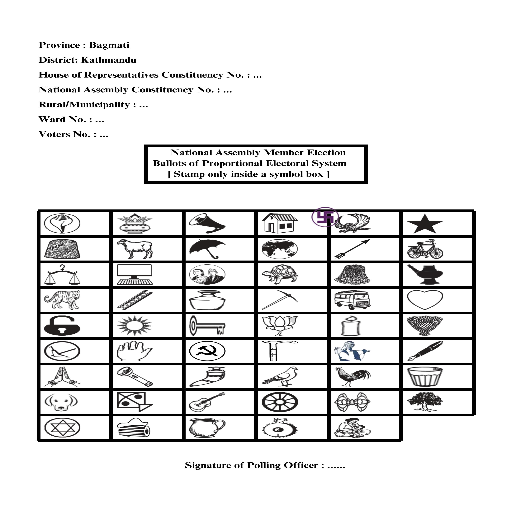 Province : Bagmati
District: Kathmandu
House of Representatives Constituency No. : ...
National Assembly Constituency No. : ...
Rural/Municipality : ...
Ward No. : ...
Voters No. : ...
National Assembly Member Election
Ballots of Proportional Electoral System
[ Stamp only inside a symbol box ]
Signature of Polling Officer : ......